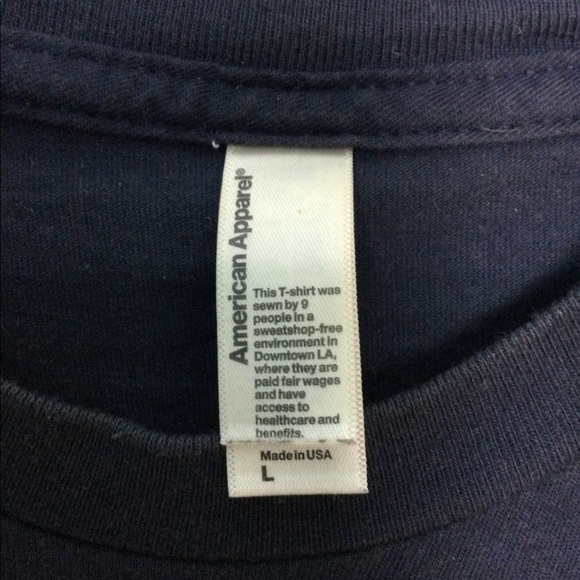 American Apparel®
This T-shirt was
sewn by 9
people in a
sweatshop-free
environment in
Downtown LA,
where they are
paid fair wages
and have
access to
healthcare and
benefits.
Made in USA
L